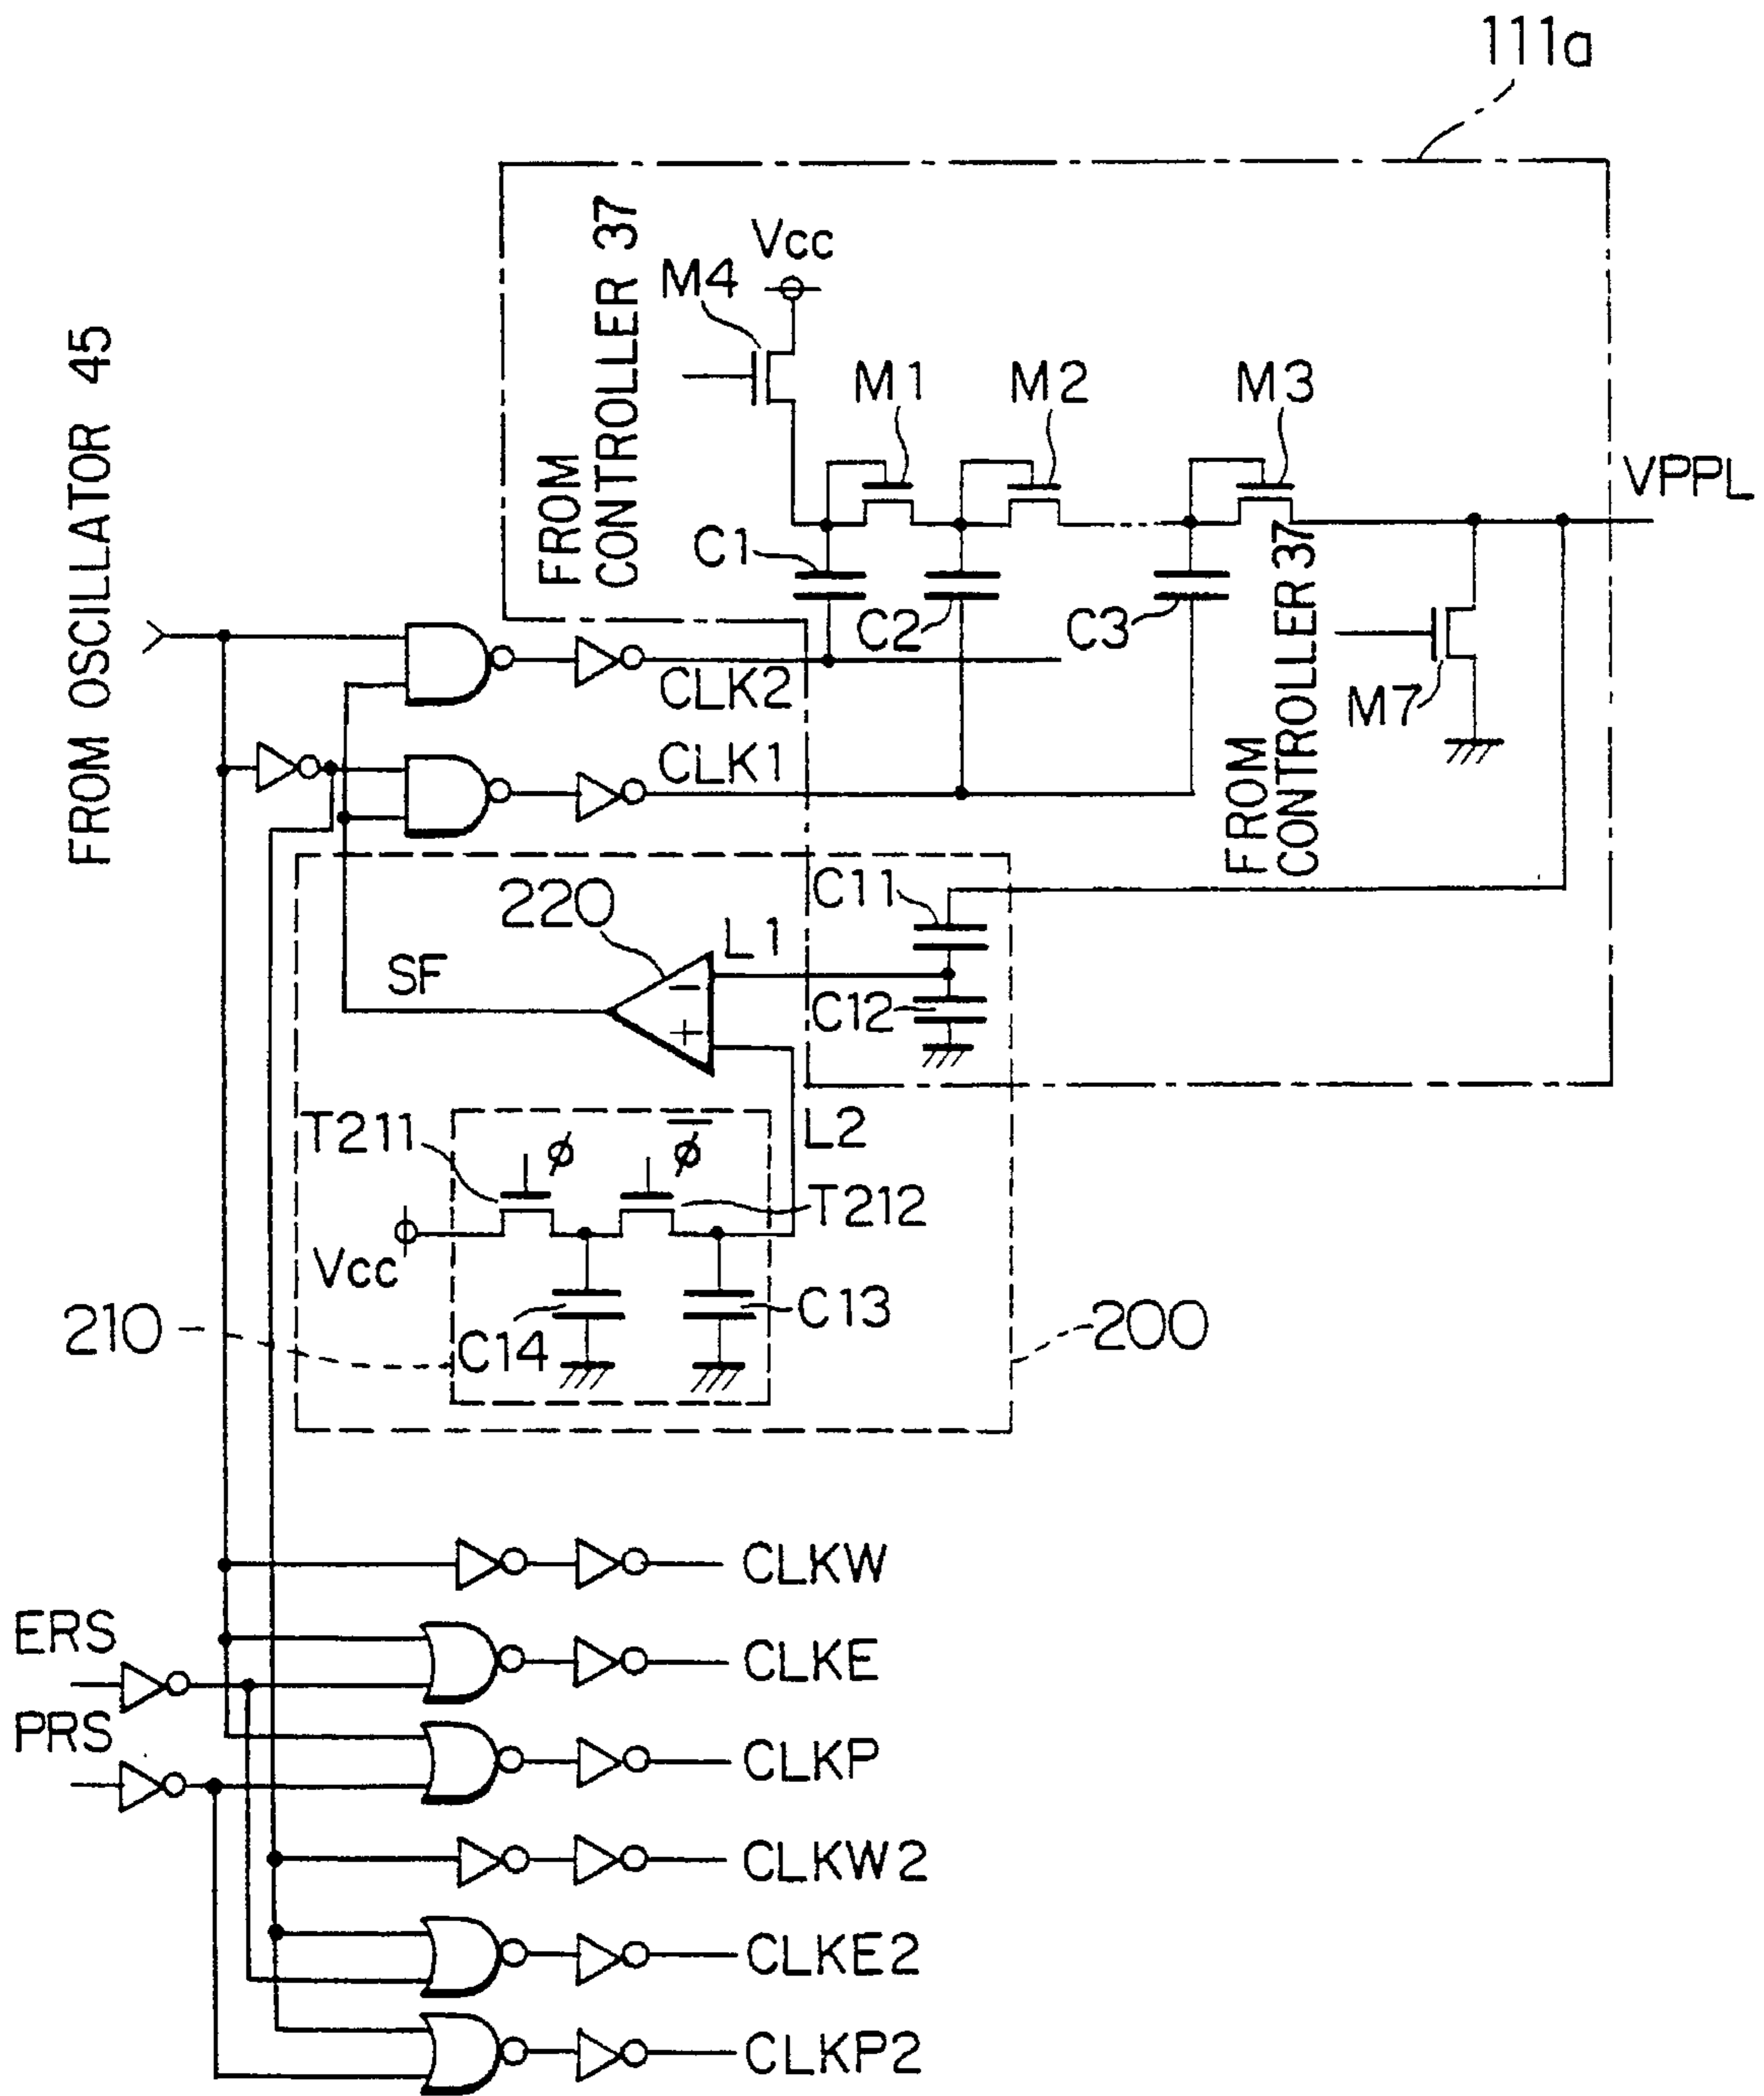 111a
FROM
CONTROLLER 37
Vcc
M4
M1
M2
M3
VPPL
FROM OSCILLATOR 45
C1
C2
C3
FROM
CONTROLLER 37
M7
CLK2
CLK1
220
L1
C11
SF
−
+
C12
T211
ϕ
ϕ̅
L2
T212
Vcc
210
C14
C13
200
CLKW
ERS
CLKE
PRS
CLKP
CLKW2
CLKE2
CLKP2